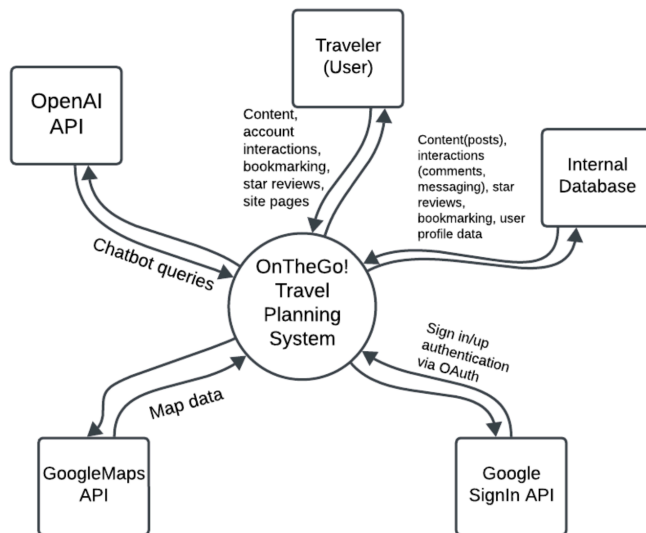 Traveler
(User)
OpenAI
API
Content,
account
interactions,
bookmarking,
star reviews,
site pages
Content(posts),
interactions
(comments,
messaging), star
reviews,
bookmarking, user
profile data
Internal
Database
Chatbot queries
OnTheGo!
Travel
Planning
System
Sign in/up
authentication
via OAuth
Map data
GoogleMaps
API
Google
SignIn API